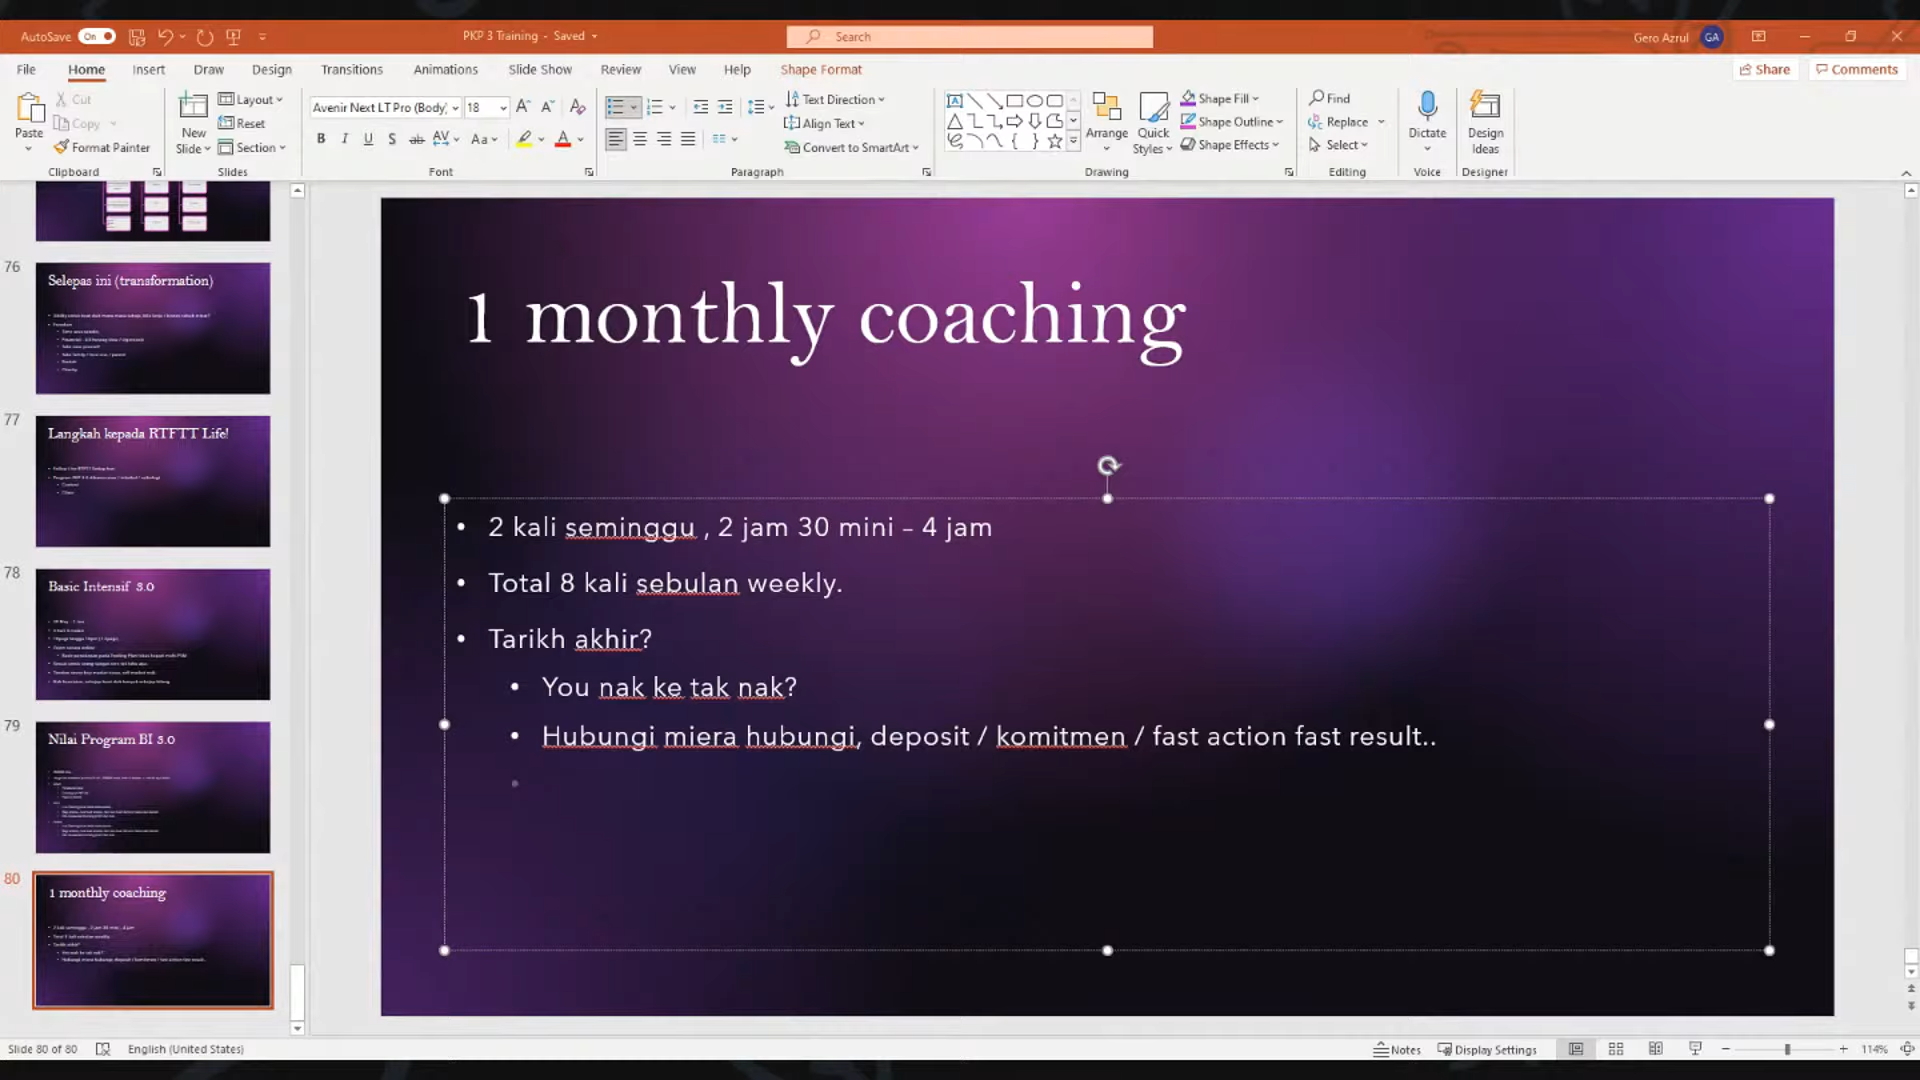 AutoSave On PKP 3 Training - Saved Search Gero Azrul GA
File Home Insert Draw Design Transitions Animations Slide Show Review View Help Shape Format Share Comments
Paste Cut Copy Format Painter
Clipboard
New Slide Layout Reset Section
Slides
Avenir Next LT Pro (Body) 18
B I U S ab AV Aa A
Font
Text Direction Align Text Convert to SmartArt
Paragraph
Arrange Quick Styles Shape Fill Shape Outline Shape Effects
Drawing
Find Replace Select
Editing
Dictate
Voice
Design Ideas
Designer
76
Selepas ini (transformation)
77
Langkah kepada RTFTT Life!
78
Basic Intensif 3.0
79
Nilai Program BI 3.0
80
1 monthly coaching
1 monthly coaching
• 2 kali seminggu , 2 jam 30 mini – 4 jam
• Total 8 kali sebulan weekly.
• Tarikh akhir?
• You nak ke tak nak?
• Hubungi miera hubungi, deposit / komitmen / fast action fast result..
Slide 80 of 80 English (United States) Notes Display Settings 114%